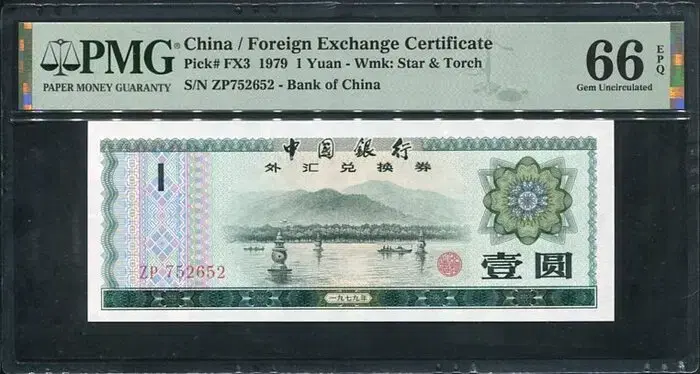 PMG® China / Foreign Exchange Certificate
PAPER MONEY GUARANTY
Pick# FX3 1979 1 Yuan - Wmk: Star & Torch
S/N ZP752652 - Bank of China
66 EPQ
Gem Uncirculated
中国银行
外汇兑换券
1
ZP 752652
壹圆
一九七九年